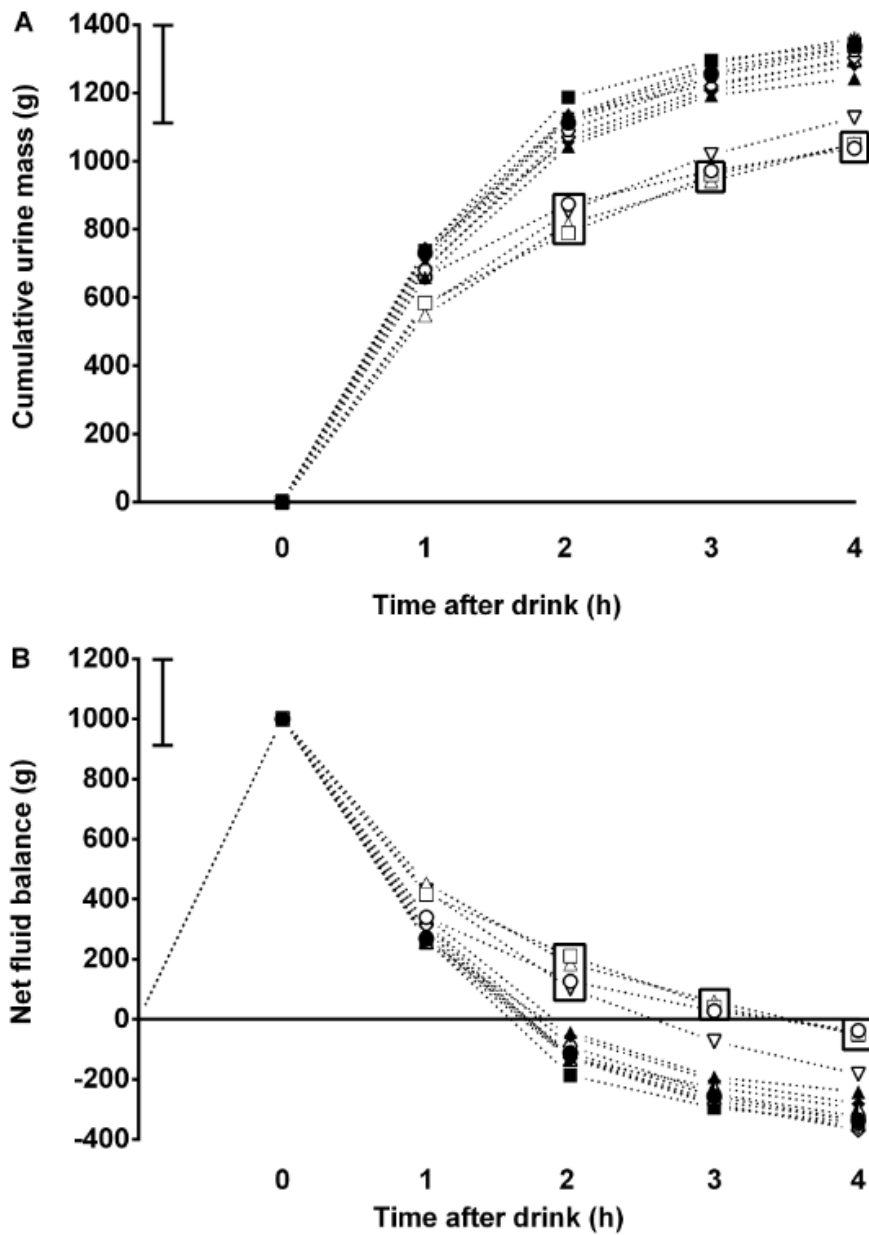 A
1400
1200
1000
800
600
400
200
0
Cumulative urine mass (g)
0 1 2 3 4
Time after drink (h)
B
1200
1000
800
600
400
200
0
-200
-400
Net fluid balance (g)
0 1 2 3 4
Time after drink (h)